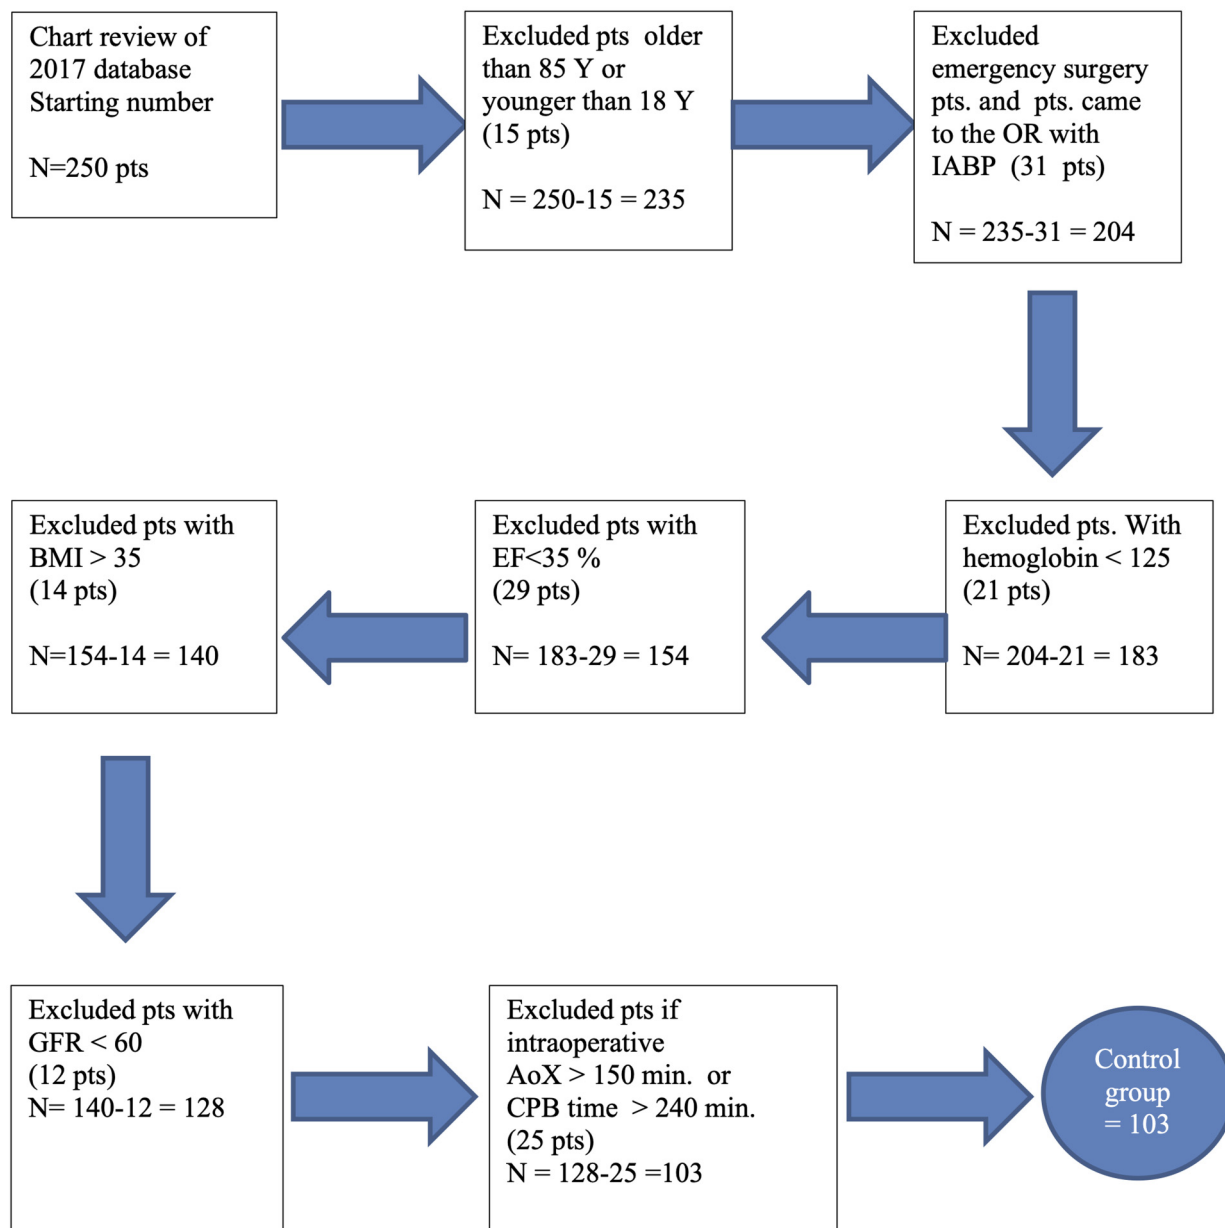 Chart review of
2017 database
Starting number
N=250 pts
Excluded pts older
than 85 Y or
younger than 18 Y
(15 pts)
N = 250-15 = 235
Excluded
emergency surgery
pts. and pts. came
to the OR with
IABP (31 pts)
N = 235-31 = 204
Excluded pts. With
hemoglobin < 125
(21 pts)
N= 204-21 = 183
Excluded pts with
EF<35 %
(29 pts)
N= 183-29 = 154
Excluded pts with
BMI > 35
(14 pts)
N=154-14 = 140
Excluded pts with
GFR < 60
(12 pts)
N= 140-12 = 128
Excluded pts if
intraoperative
AoX > 150 min. or
CPB time > 240 min.
(25 pts)
N = 128-25 =103
Control
group
= 103